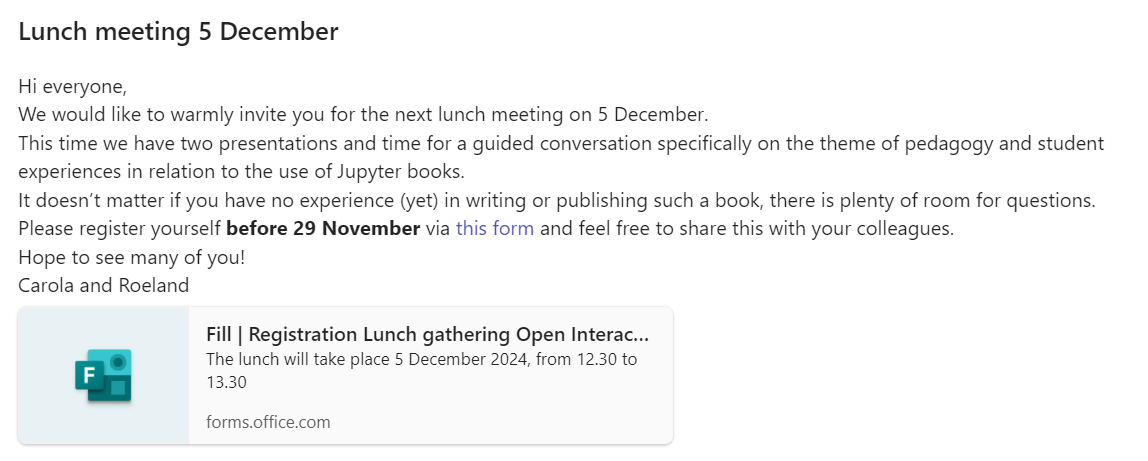 Lunch meeting 5 December
Hi everyone,
We would like to warmly invite you for the next lunch meeting on 5 December.
This time we have two presentations and time for a guided conversation specifically on the theme of pedagogy and student
experiences in relation to the use of Jupyter books.
It doesn’t matter if you have no experience (yet) in writing or publishing such a book, there is plenty of room for questions.
Please register yourself before 29 November via this form and feel free to share this with your colleagues.
Hope to see many of you!
Carola and Roeland
F
Fill | Registration Lunch gathering Open Interac...
The lunch will take place 5 December 2024, from 12.30 to
13.30
forms.office.com